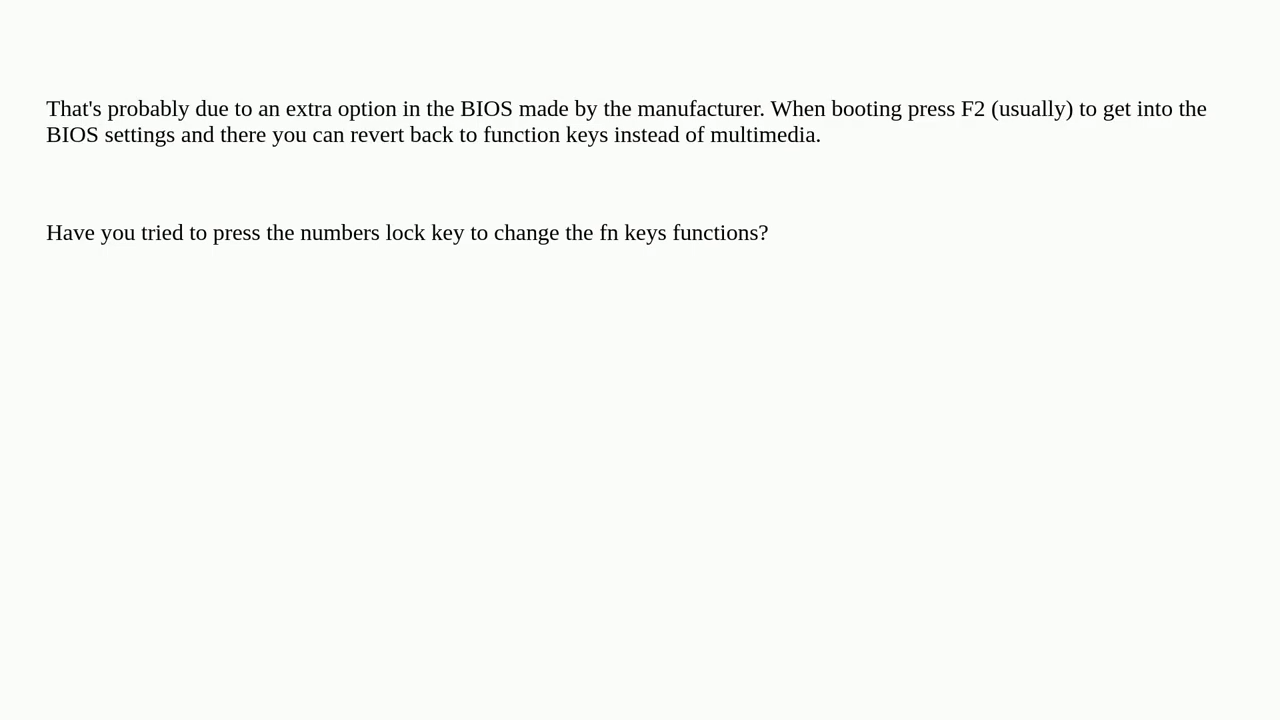 That's probably due to an extra option in the BIOS made by the manufacturer. When booting press F2 (usually) to get into the
BIOS settings and there you can revert back to function keys instead of multimedia.
Have you tried to press the numbers lock key to change the fn keys functions?